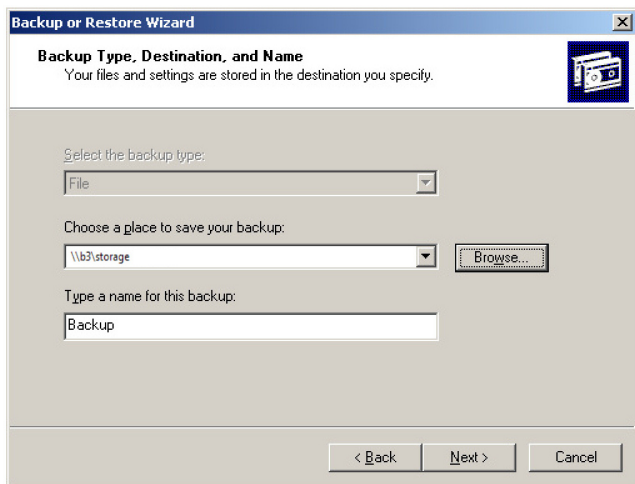 Backup or Restore Wizard
Backup Type, Destination, and Name
Your files and settings are stored in the destination you specify.
Select the backup type:
File
Choose a place to save your backup:
\\b3\storage
Browse...
Type a name for this backup:
Backup
< Back
Next >
Cancel